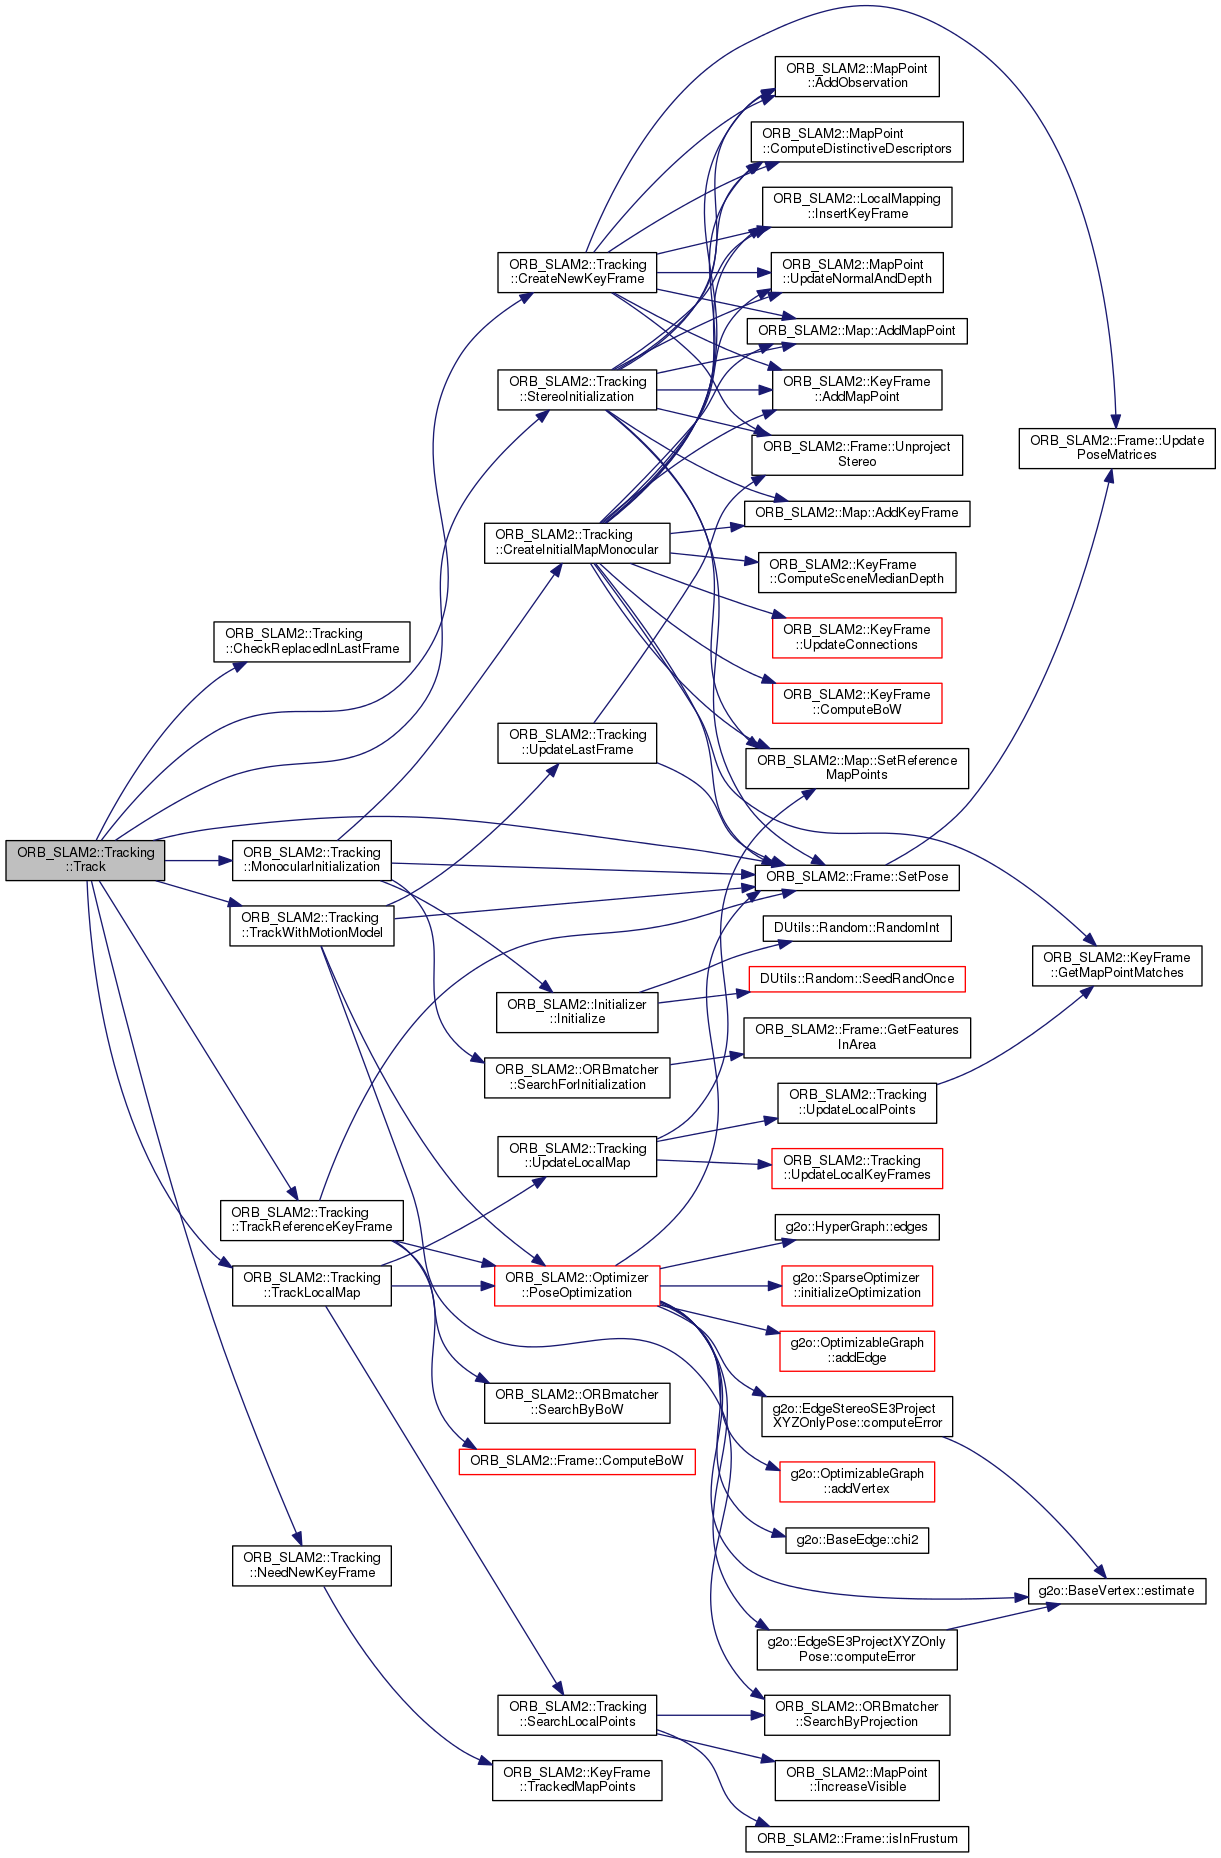 ORB_SLAM2::MapPoint
::AddObservation
ORB_SLAM2::MapPoint
::ComputeDistinctiveDescriptors
ORB_SLAM2::LocalMapping
::InsertKeyFrame
ORB_SLAM2::Tracking
::CreateNewKeyFrame
ORB_SLAM2::MapPoint
::UpdateNormalAndDepth
ORB_SLAM2::Map::AddMapPoint
ORB_SLAM2::Tracking
::StereoInitialization
ORB_SLAM2::KeyFrame
::AddMapPoint
ORB_SLAM2::Frame::Unproject
Stereo
ORB_SLAM2::Frame::Update
PoseMatrices
ORB_SLAM2::Map::AddKeyFrame
ORB_SLAM2::Tracking
::CreateInitialMapMonocular
ORB_SLAM2::KeyFrame
::ComputeSceneMedianDepth
ORB_SLAM2::Tracking
::CheckReplacedInLastFrame
ORB_SLAM2::KeyFrame
::UpdateConnections
ORB_SLAM2::KeyFrame
::ComputeBoW
ORB_SLAM2::Tracking
::UpdateLastFrame
ORB_SLAM2::Map::SetReference
MapPoints
ORB_SLAM2::Tracking
::Track
ORB_SLAM2::Tracking
::MonocularInitialization
ORB_SLAM2::Frame::SetPose
ORB_SLAM2::Tracking
::TrackWithMotionModel
DUtils::Random::RandomInt
ORB_SLAM2::KeyFrame
::GetMapPointMatches
DUtils::Random::SeedRandOnce
ORB_SLAM2::Initializer
::Initialize
ORB_SLAM2::Frame::GetFeatures
InArea
ORB_SLAM2::ORBmatcher
::SearchForInitialization
ORB_SLAM2::Tracking
::UpdateLocalPoints
ORB_SLAM2::Tracking
::UpdateLocalMap
ORB_SLAM2::Tracking
::UpdateLocalKeyFrames
ORB_SLAM2::Tracking
::TrackReferenceKeyFrame
g2o::HyperGraph::edges
ORB_SLAM2::Tracking
::TrackLocalMap
ORB_SLAM2::Optimizer
::PoseOptimization
g2o::SparseOptimizer
::initializeOptimization
g2o::OptimizableGraph
::addEdge
ORB_SLAM2::ORBmatcher
::SearchByBoW
g2o::EdgeStereoSE3Project
XYZOnlyPose::computeError
ORB_SLAM2::Frame::ComputeBoW
g2o::OptimizableGraph
::addVertex
g2o::BaseEdge::chi2
ORB_SLAM2::Tracking
::NeedNewKeyFrame
g2o::BaseVertex::estimate
g2o::EdgeSE3ProjectXYZOnly
Pose::computeError
ORB_SLAM2::Tracking
::SearchLocalPoints
ORB_SLAM2::ORBmatcher
::SearchByProjection
ORB_SLAM2::KeyFrame
::TrackedMapPoints
ORB_SLAM2::MapPoint
::IncreaseVisible
ORB_SLAM2::Frame::isInFrustum